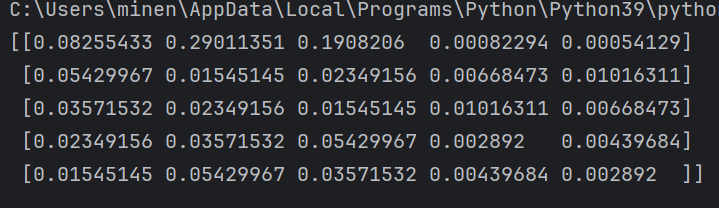 C:\Users\minen\AppData\Local\Programs\Python\Python39\pytho
[[0.08255433 0.29011351 0.1908206  0.00082294 0.00054129]
 [0.05429967 0.01545145 0.02349156 0.00668473 0.01016311]
 [0.03571532 0.02349156 0.01545145 0.01016311 0.00668473]
 [0.02349156 0.03571532 0.05429967 0.002892   0.00439684]
 [0.01545145 0.05429967 0.03571532 0.00439684 0.002892  ]]